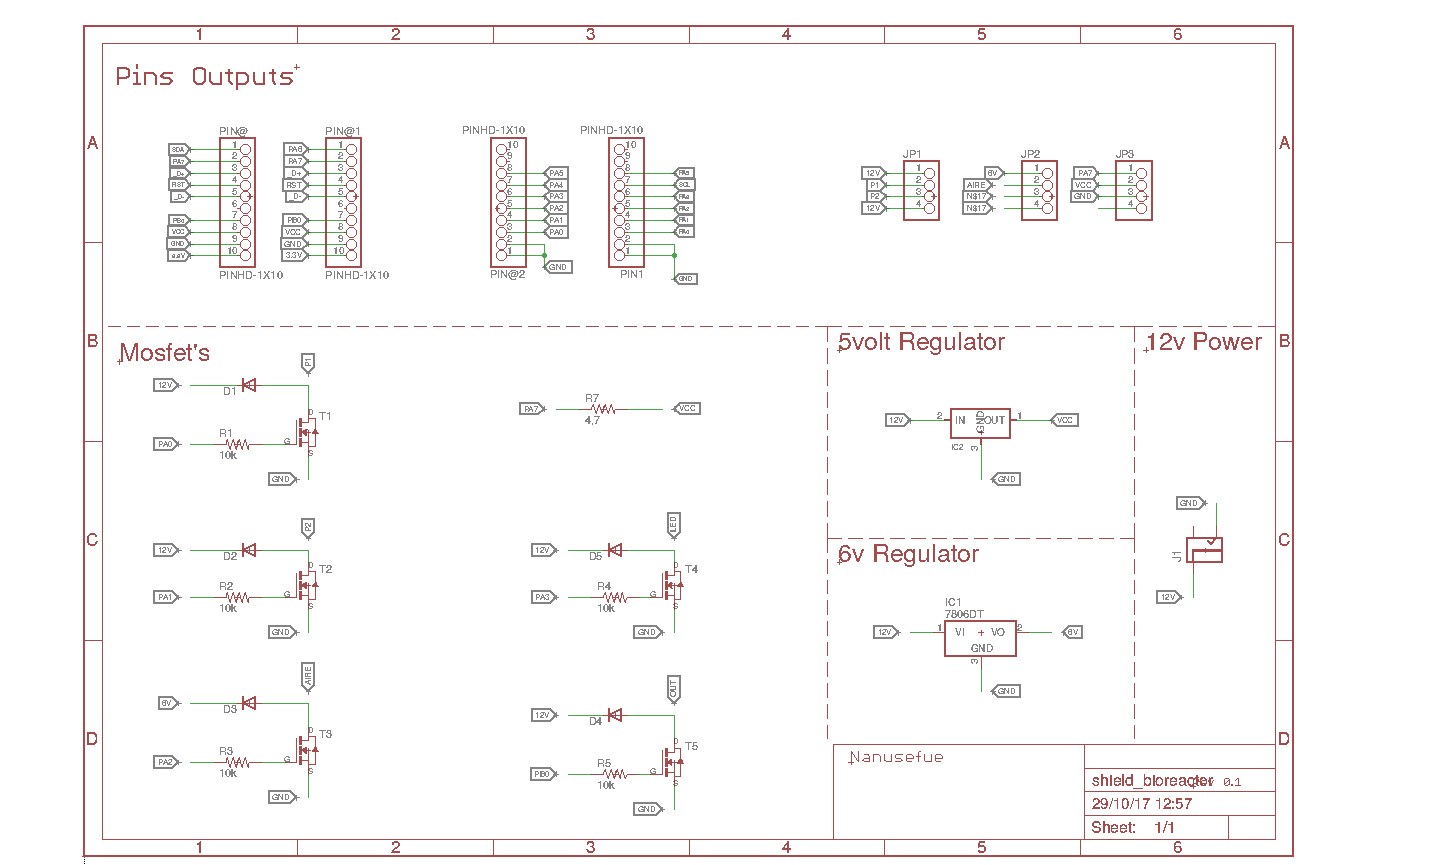 1 2 3 4 5 6
Pins Outputs
A A
PIN@
SDA 1
PA7 2
D+ 3
RST 4
D- 5
6
PB0 7
VCC 8
GND 9
10
PINHD-1X10
PIN@1
PA6 1
PA7 2
D+ 3
RST 4
D- 5
6
PB0 7
VCC 8
GND 9
3.3V 10
PINHD-1X10
PINHD-1X10
10
9
8 PA5
7 PA4
6 PA3
5 PA2
4 PA1
3 PA0
2
1 GND
PIN@2
PINHD-1X10
10
9
8
7 SCL
6
5
4 PA1
3 PA0
2
1
GND
PIN1
JP1
12V 1
P1 2
P2 3
12V 4
JP2
6V 1
AIRE 2
N$17 3
N$17 4
JP3
PA7 1
VCC 2
GND 3
4
B B
Mosfet's
P1
12V D1
D T1
PA0 R1 G
10k S
GND
PA7 R7 VCC
4,7
P2
12V D2
D T2
PA1 R2 G
10k S
GND
LED
12V D5
D T4
PA3 R4 G
10k S
GND
AIRE
6V D3
D T3
PA2 R3 G
10k S
GND
OUT
12V D4
D T5
PB0 R5 G
10k S
GND
5volt Regulator
12V 2 IN GND OUT 1 VCC
IC2 3
GND
12v Power
GND
J1
12V
C C
6v Regulator
IC1
7806DT
12V 1 VI VO 2 6V
GND
3
GND
D D
Nanusefue
shield_bioreacter 0.1
29/10/17 12:57
Sheet: 1/1
1 2 3 4 5 6